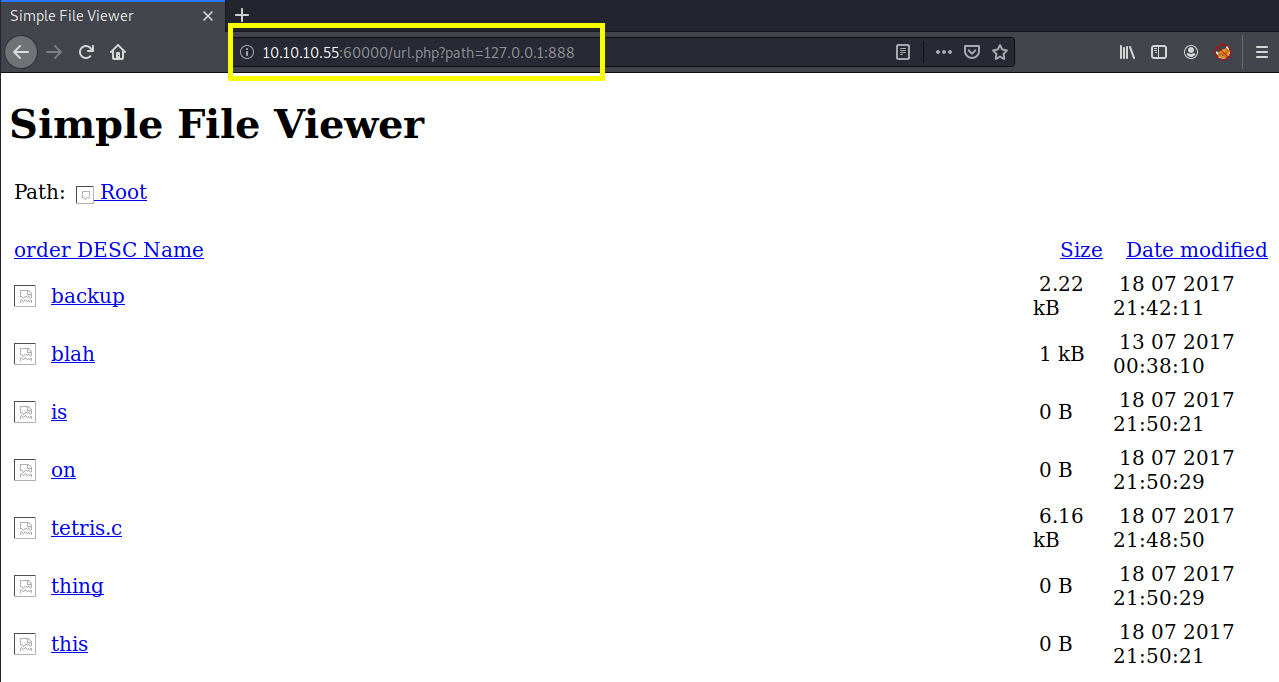 Simple File Viewer
10.10.10.55:60000/url.php?path=127.0.0.1:888
Simple File Viewer
Path: Root
order DESC Name Size Date modified
backup 2.22 kB 18 07 2017 21:42:11
blah 1 kB 13 07 2017 00:38:10
is 0 B 18 07 2017 21:50:21
on 0 B 18 07 2017 21:50:29
tetris.c 6.16 kB 18 07 2017 21:48:50
thing 0 B 18 07 2017 21:50:29
this 0 B 18 07 2017 21:50:21